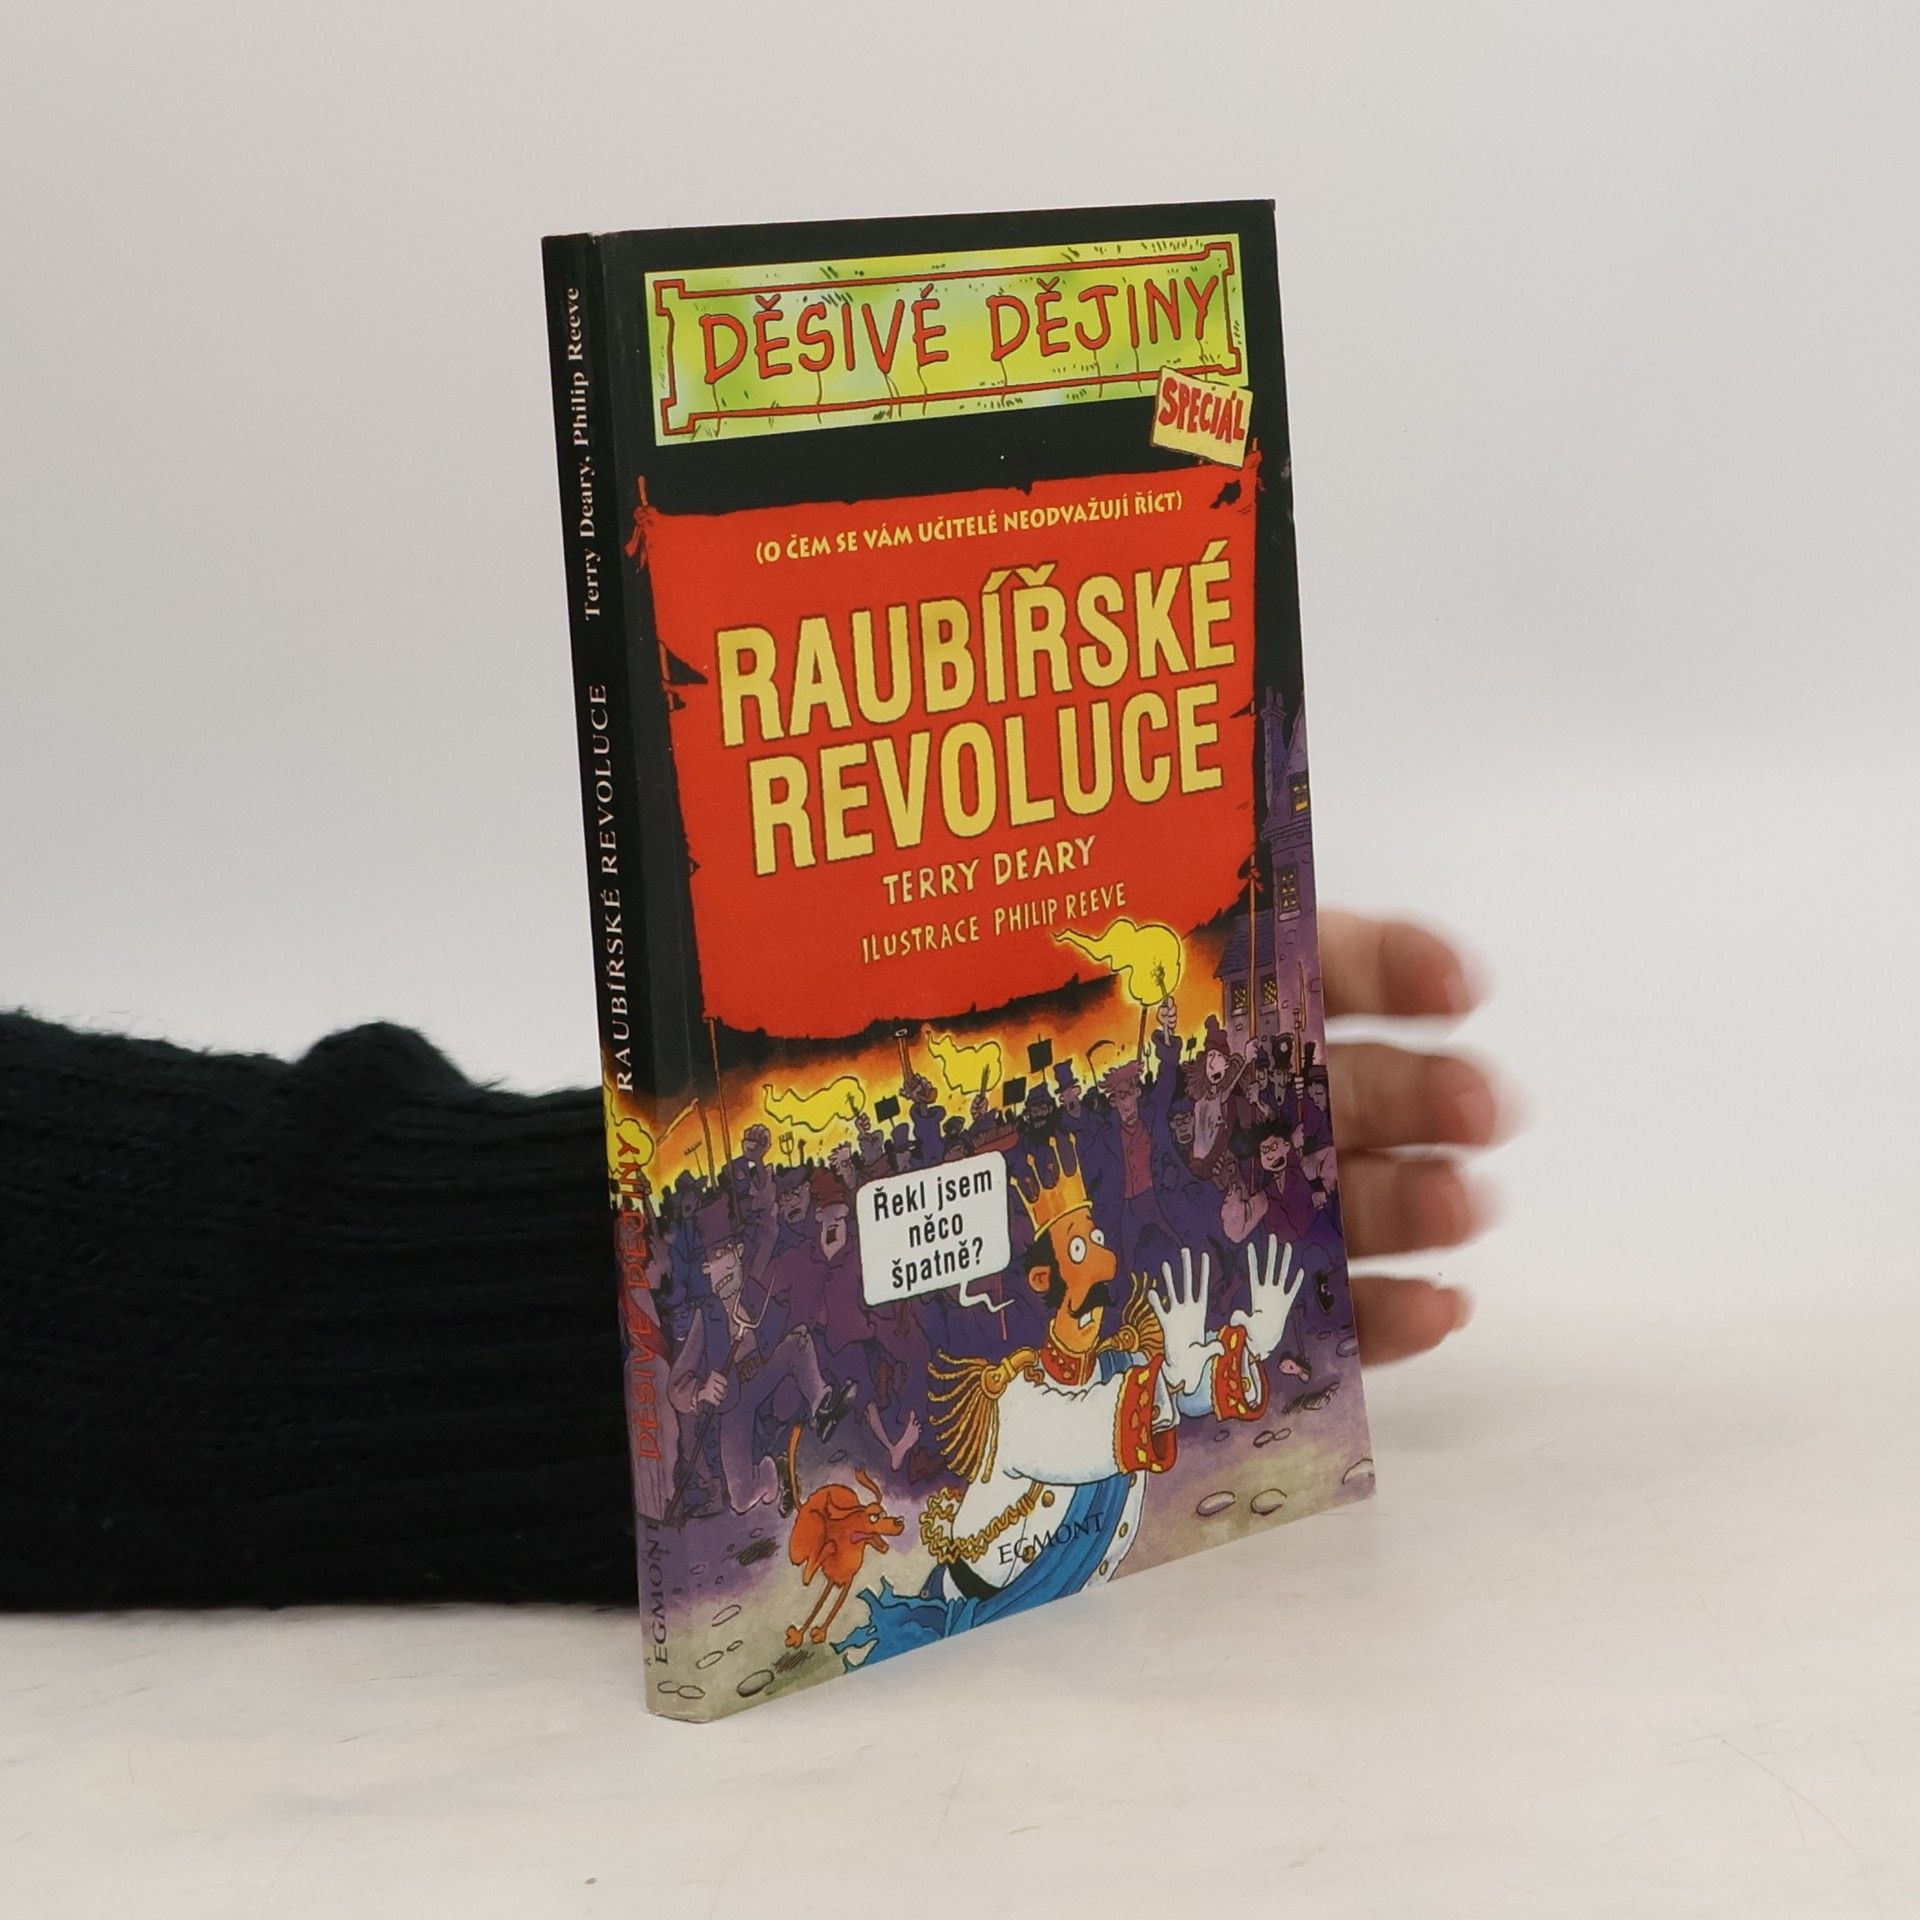 DĚSIVÉ DĚJINY
SPECIÁL
(O ČEM SE VÁM UČITELÉ NEODVAŽUJÍ ŘÍCT)
RAUBÍŘSKÉ
REVOLUCE
TERRY DEARY
ILUSTRACE PHILIP REEVE
Řekl jsem
něco
špatně?
EGMONT
Terry Deary, Philip Reeve
RAUBÍŘSKÉ REVOLUCE
DĚSIVÉ DĚJINY
EGMONT